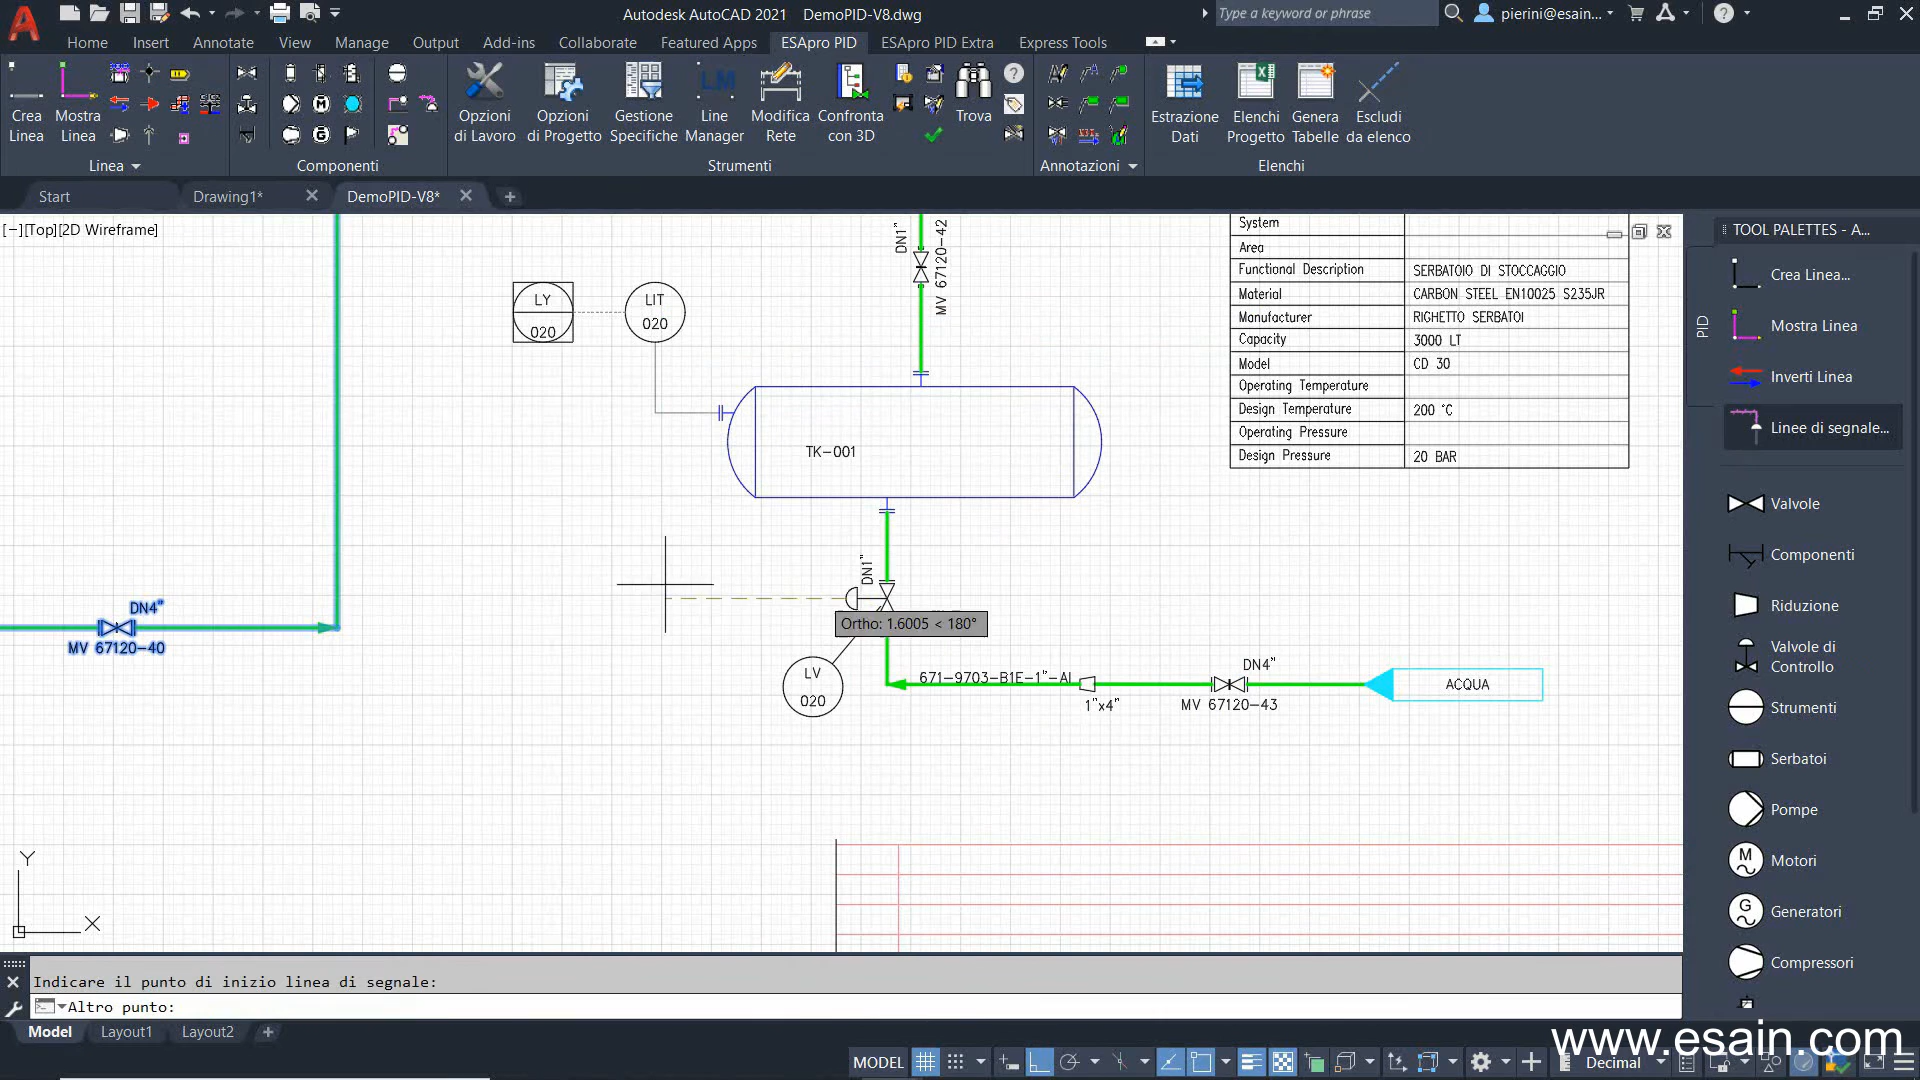 Autodesk AutoCAD 2021 DemoPID-V8.dwg
Type a keyword or phrase
pierini@esain...
Home Insert Annotate View Manage Output Add-ins Collaborate Featured Apps ESApro PID ESApro PID Extra Express Tools
Crea Linea
Mostra Linea
Opzioni di Lavoro
Opzioni di Progetto
Gestione Specifiche
LM
Line Manager
Modifica Rete
Confronta con 3D
Trova
Estrazione Dati
Elenchi Progetto
Genera Tabelle
Escludi da elenco
Linea
Componenti
Strumenti
Annotazioni
Elenchi
Start
Drawing1*
DemoPID-V8*
[−][Top][2D Wireframe]
LY
020
LIT
020
DN1"
MV 67120-42
System
Area
Functional Description SERBATOIO DI STOCCAGGIO
Material CARBON STEEL EN10025 S235JR
Manufacturer RIGHETTO SERBATOI
Capacity 3000 LT
Model CD 30
Operating Temperature
Design Temperature 200 °C
Operating Pressure
Design Pressure 20 BAR
TK-001
DN1"
Ortho: 1.6005 < 180°
DN4"
MV 67120-40
LV
020
671-9703-B1E-1"-AI
1"x4"
DN4"
MV 67120-43
ACQUA
Y
X
TOOL PALETTES - A...
PID
Crea Linea...
Mostra Linea
Inverti Linea
Linee di segnale...
Valvole
Componenti
Riduzione
Valvole di Controllo
Strumenti
Serbatoi
Pompe
M
Motori
G
Generatori
Compressori
Indicare il punto di inizio linea di segnale:
Altro punto:
Model Layout1 Layout2
MODEL
Decimal
www.esain.com